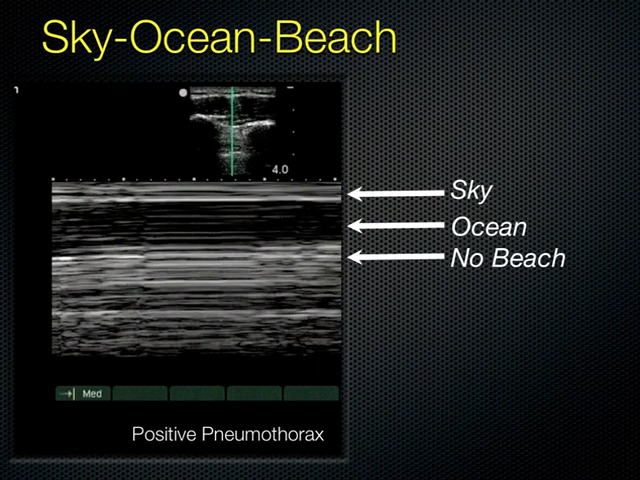 Sky-Ocean-Beach
4.0
Sky
Ocean
No Beach
Med
Positive Pneumothorax